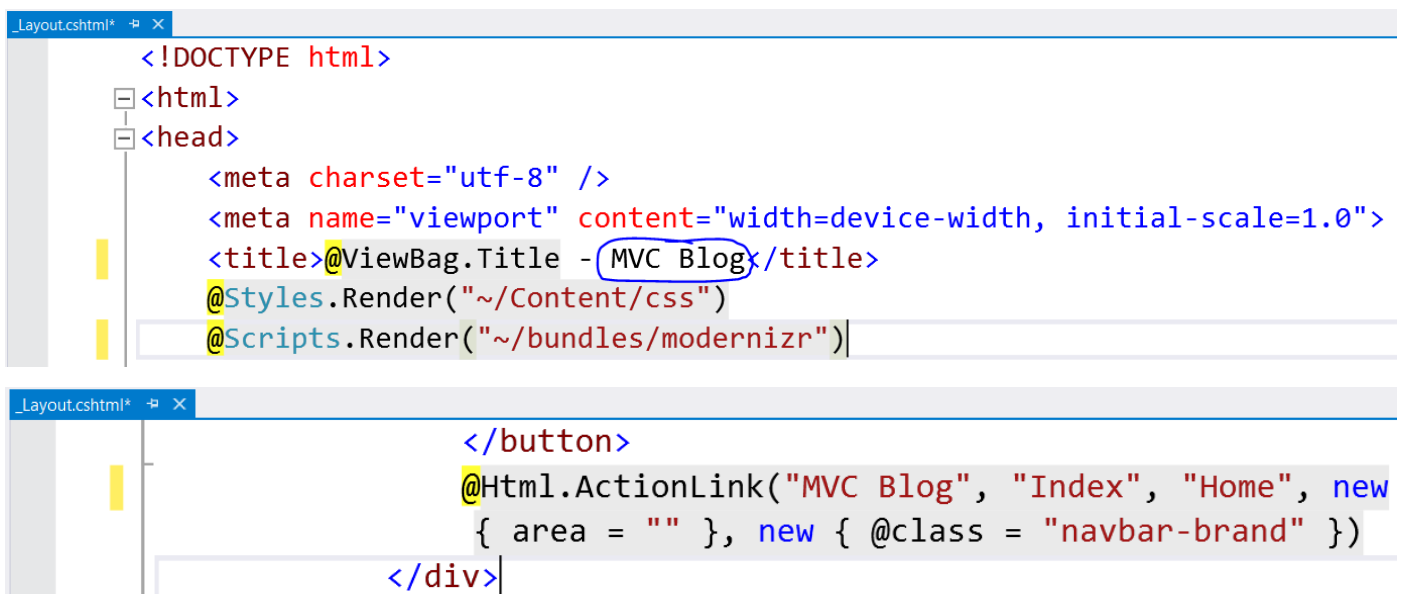 _Layout.cshtml*
<!DOCTYPE html>
<html>
<head>
<meta charset="utf-8" />
<meta name="viewport" content="width=device-width, initial-scale=1.0">
<title>@ViewBag.Title - MVC Blog</title>
@Styles.Render("~/Content/css")
@Scripts.Render("~/bundles/modernizr")
_Layout.cshtml*
</button>
@Html.ActionLink("MVC Blog", "Index", "Home", new
{ area = "" }, new { @class = "navbar-brand" })
</div>